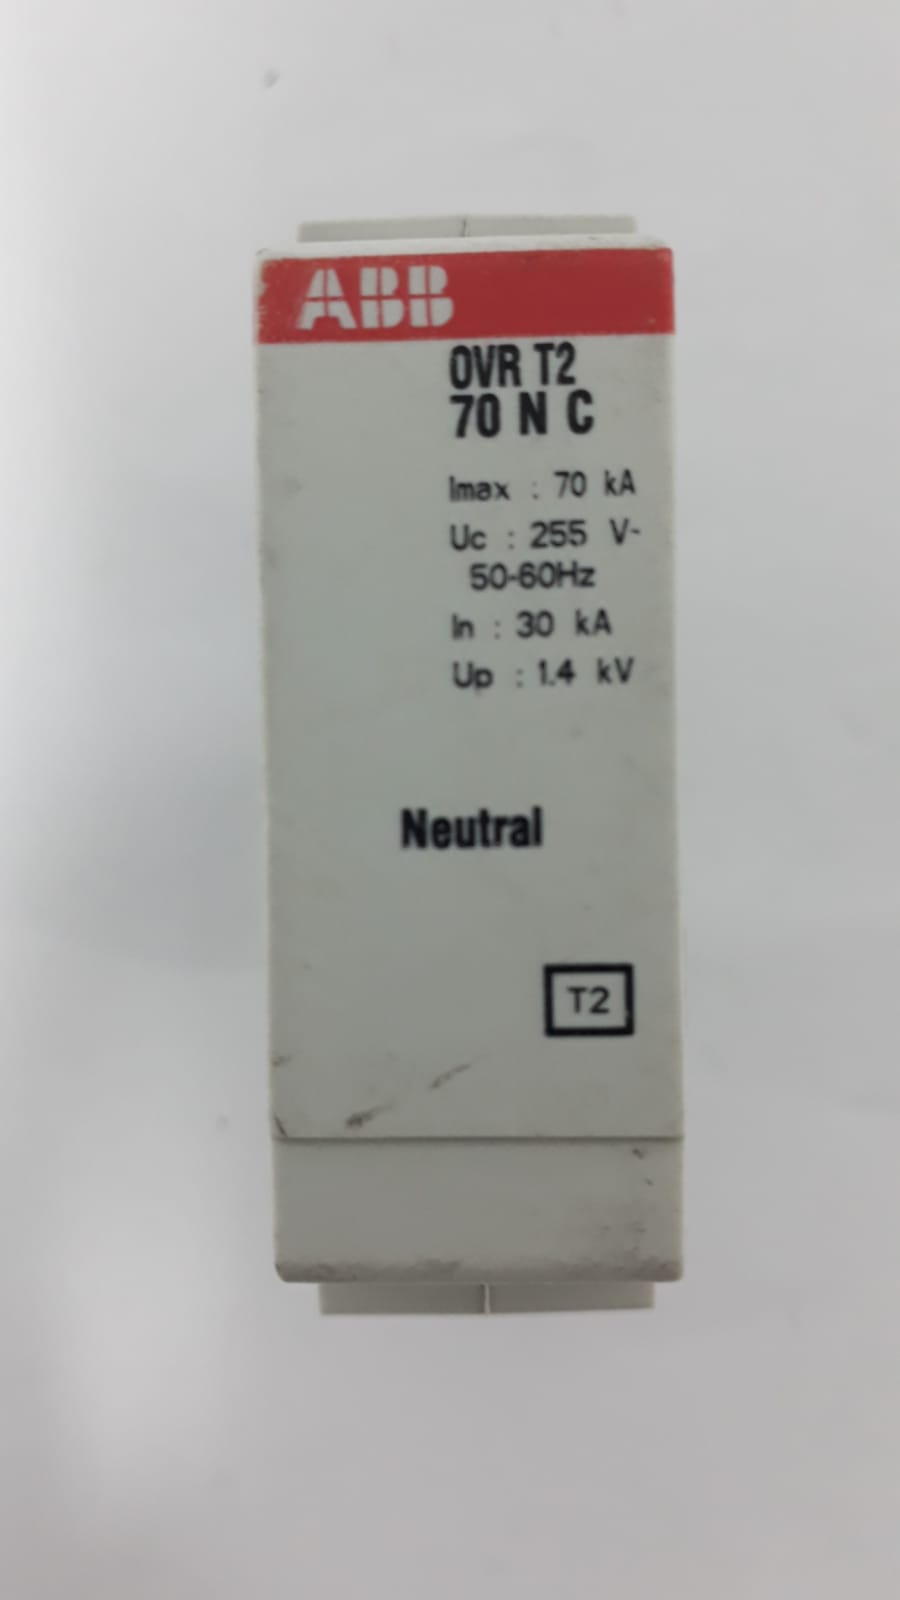 ABB
OVR T2
70 N C
Imax : 70 kA
Uc : 255 V~
50-60Hz
In : 30 kA
Up : 1.4 kV
Neutral
T2